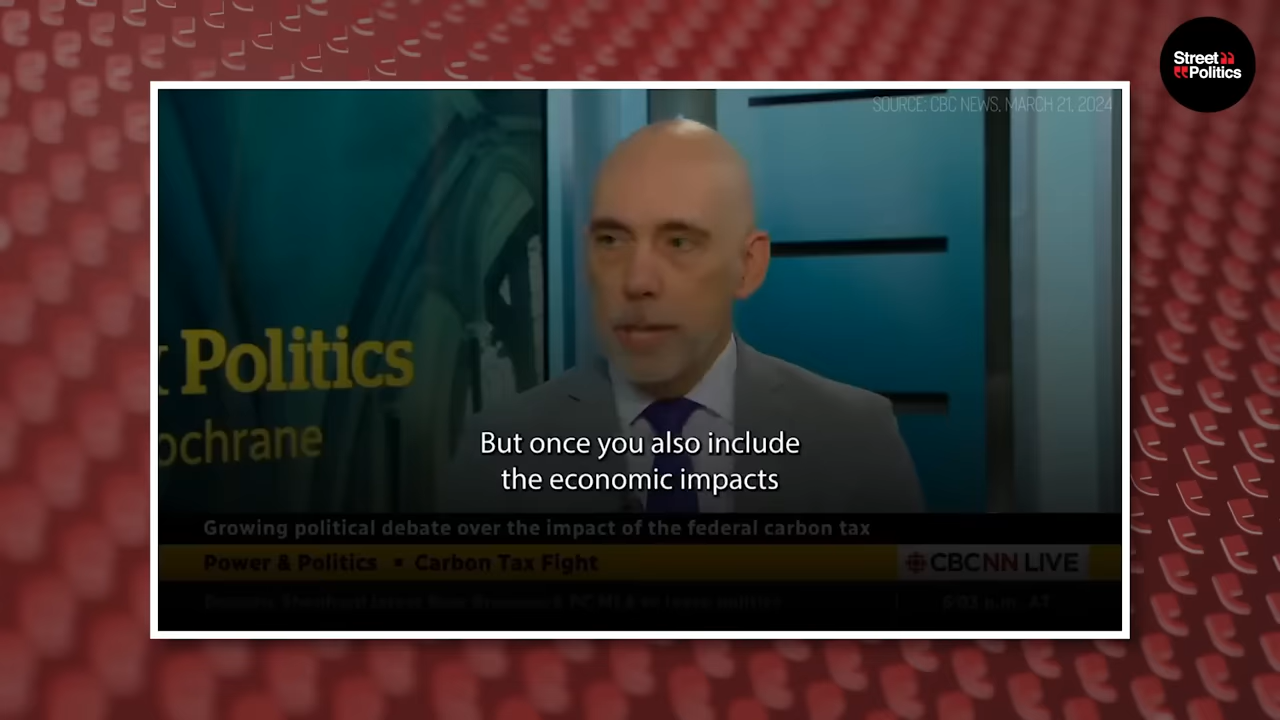 Street
Politics
SOURCE: CBC NEWS, MARCH 21, 2024
Politics
ochrane
But once you also include
the economic impacts
Growing political debate over the impact of the federal carbon tax
Power & Politics ▪ Carbon Tax Fight
CBCNN LIVE